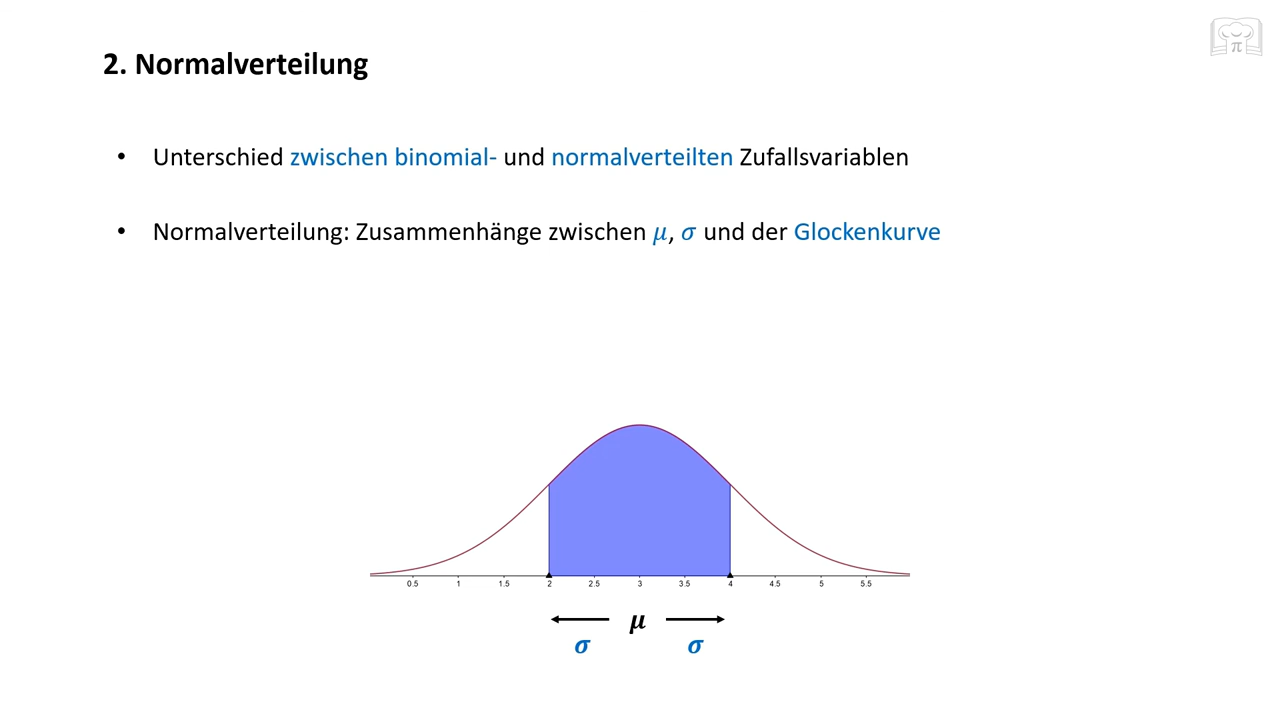 π
2. Normalverteilung
• Unterschied zwischen binomial- und normalverteilten Zufallsvariablen
• Normalverteilung: Zusammenhänge zwischen μ, σ und der Glockenkurve
0.5 1 1.5 2 2.5 3 3.5 4 4.5 5 5.5
μ
σ σ